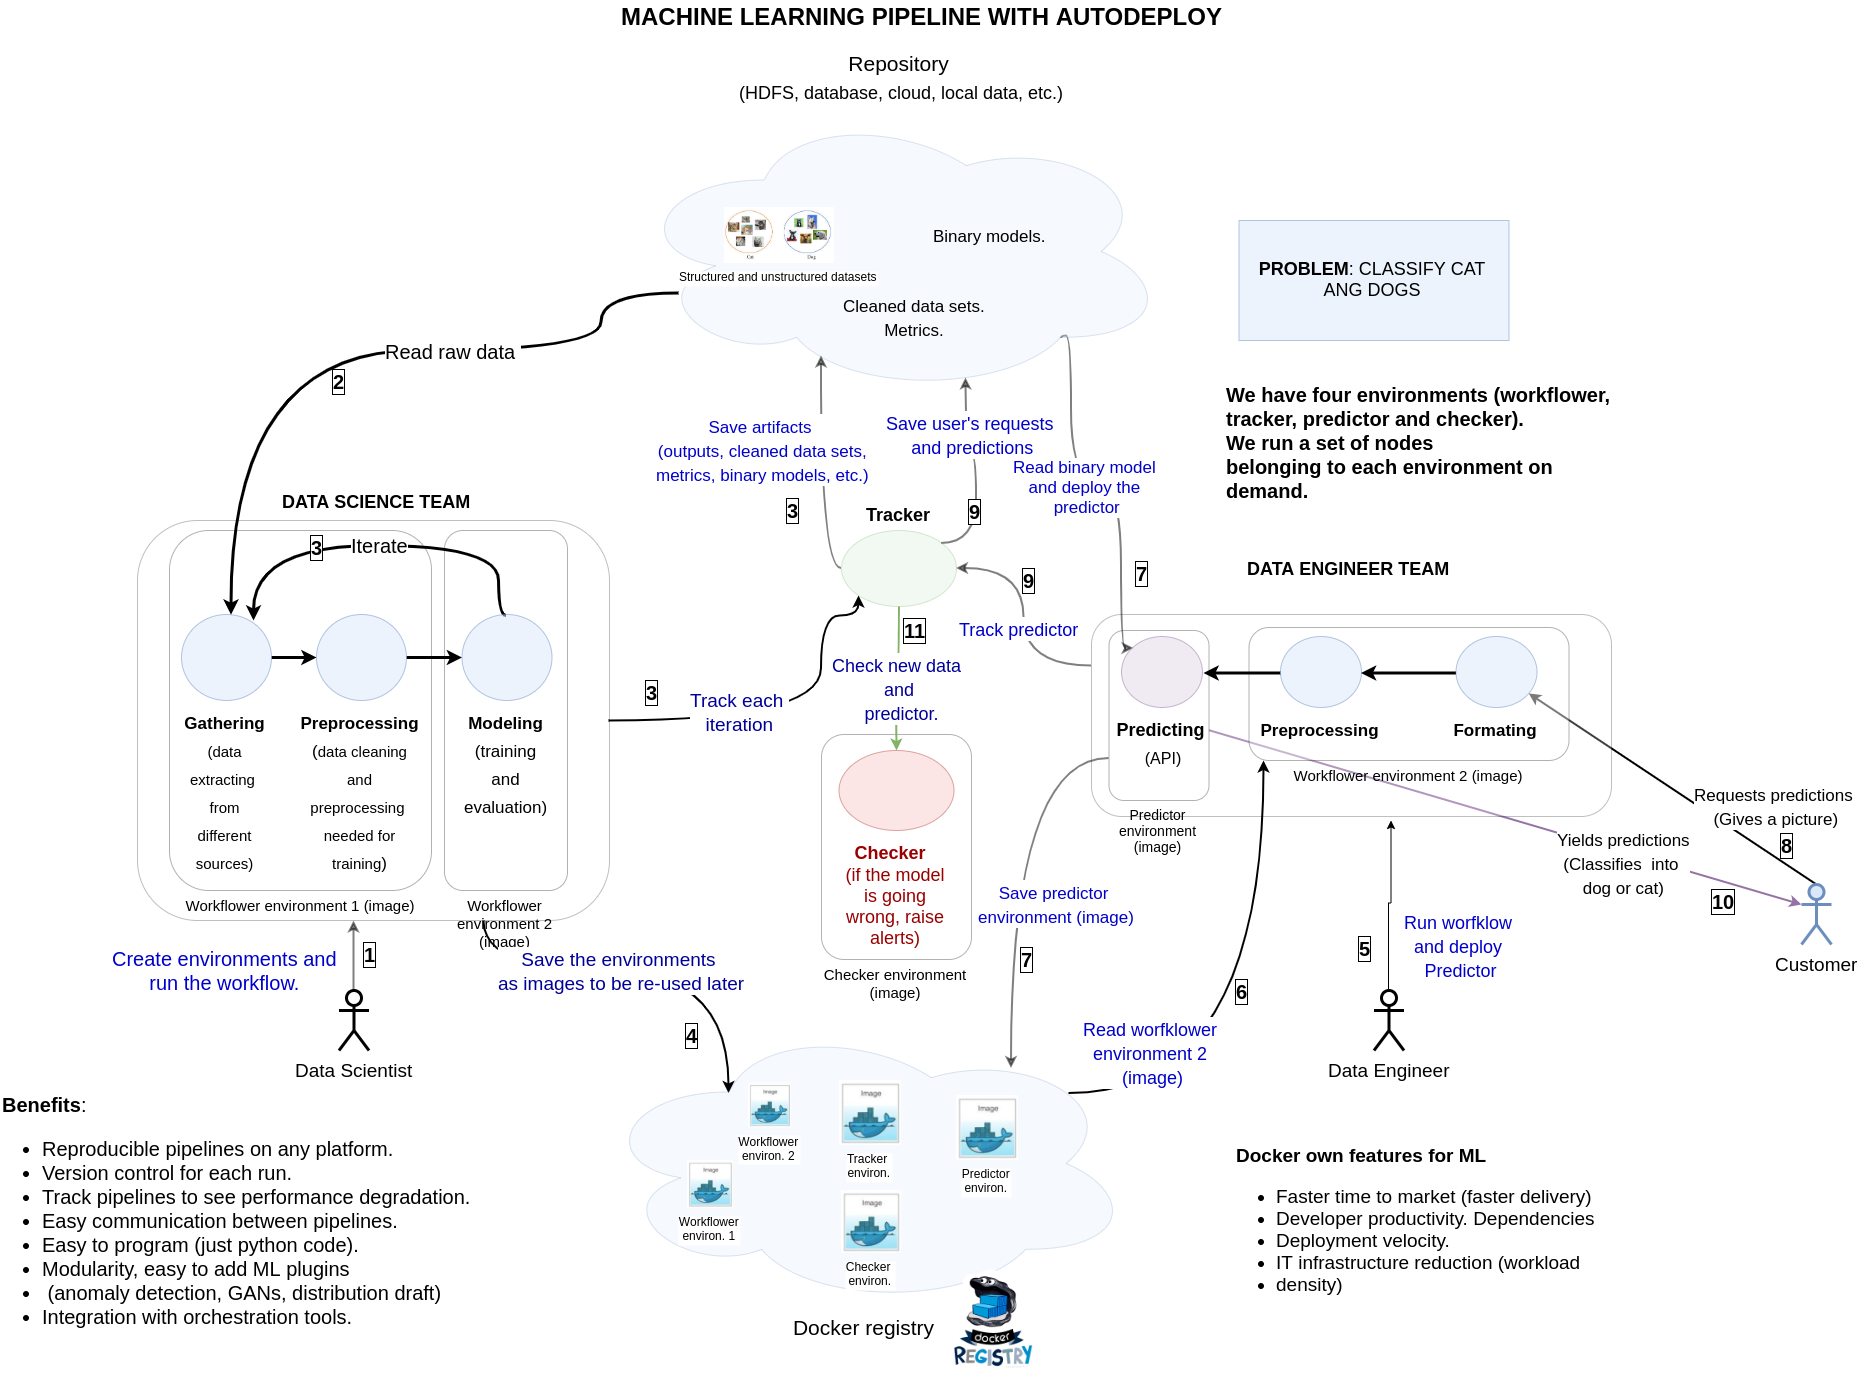 MACHINE LEARNING PIPELINE WITH AUTODEPLOY
Repository
(HDFS, database, cloud, local data, etc.)
Cat
Dog
Structured and unstructured datasets
Binary models.
Cleaned data sets.
Metrics.
PROBLEM: CLASSIFY CAT
ANG DOGS
We have four environments (workflower,
tracker, predictor and checker).
We run a set of nodes
belonging to each environment on
demand.
Read raw data
2
Save artifacts
(outputs, cleaned data sets,
metrics, binary models, etc.)
3
Save user's requests
and predictions
9
Read binary model
and deploy the
predictor
7
DATA SCIENCE TEAM
3
Iterate
Gathering
(data
extracting
from
different
sources)
Preprocessing
(data cleaning
and
preprocessing
needed for
training)
Modeling
(training
and
evaluation)
Workflower environment 1 (image)
Workflower
environment 2
(image)
Tracker
9
Track predictor
11
Check new data
and
predictor.
3
Track each
iteration
Checker
(if the model
is going
wrong, raise
alerts)
Checker environment
(image)
DATA ENGINEER TEAM
Predicting
(API)
Preprocessing
Formating
Workflower environment 2 (image)
Predictor
environment
(image)
Requests predictions
(Gives a picture)
8
Yields predictions
(Classifies  into
dog or cat)
10
Customer
Create environments and
run the workflow.
1
Data Scientist
Save the environments
as images to be re-used later
4
Save predictor
environment (image)
7
Read worfklower
environment 2
(image)
6
5
Run worfklow
and deploy
Predictor
Data Engineer
Benefits:
• Reproducible pipelines on any platform.
• Version control for each run.
• Track pipelines to see performance degradation.
• Easy communication between pipelines.
• Easy to program (just python code).
• Modularity, easy to add ML plugins
• (anomaly detection, GANs, distribution draft)
• Integration with orchestration tools.
Image
Workflower
environ. 2
Image
Tracker
environ.
Image
Predictor
environ.
Image
Workflower
environ. 1
Image
Checker
environ.
Docker registry
docker
REGISTRY
Docker own features for ML
• Faster time to market (faster delivery)
• Developer productivity. Dependencies
• Deployment velocity.
• IT infrastructure reduction (workload
• density)